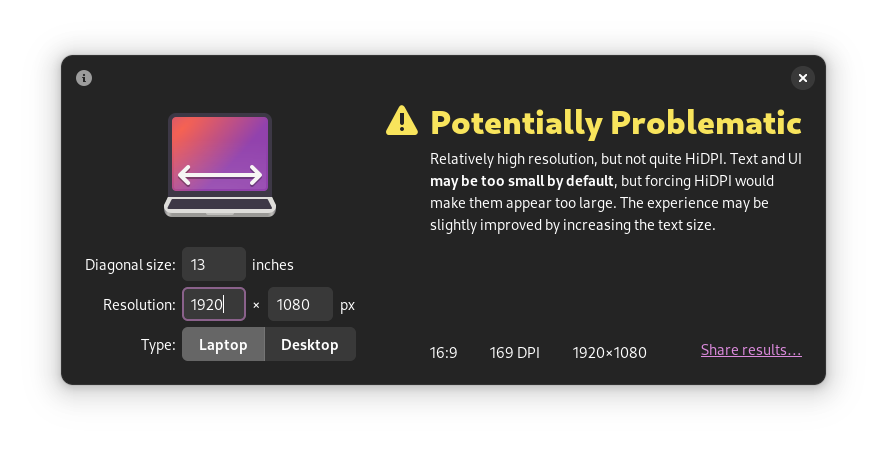 Potentially Problematic
Relatively high resolution, but not quite HiDPI. Text and UI
may be too small by default, but forcing HiDPI would
make them appear too large. The experience may be
slightly improved by increasing the text size.
Diagonal size: 13 inches
Resolution: 1920 × 1080 px
Type: Laptop Desktop
16:9 169 DPI 1920×1080 Share results…